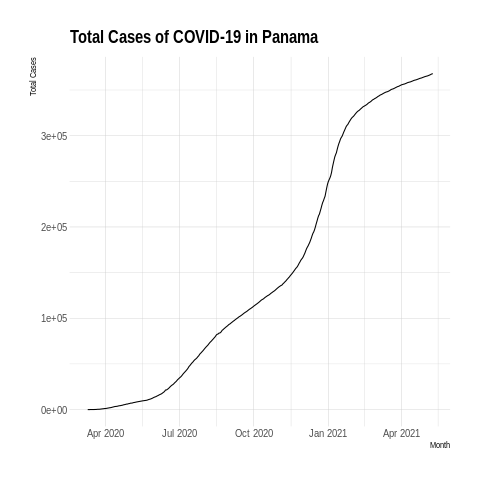 Total Cases of COVID-19 in Panama
Total Cases
3e+05
2e+05
1e+05
0e+00
Apr 2020 Jul 2020 Oct 2020 Jan 2021 Apr 2021
Month